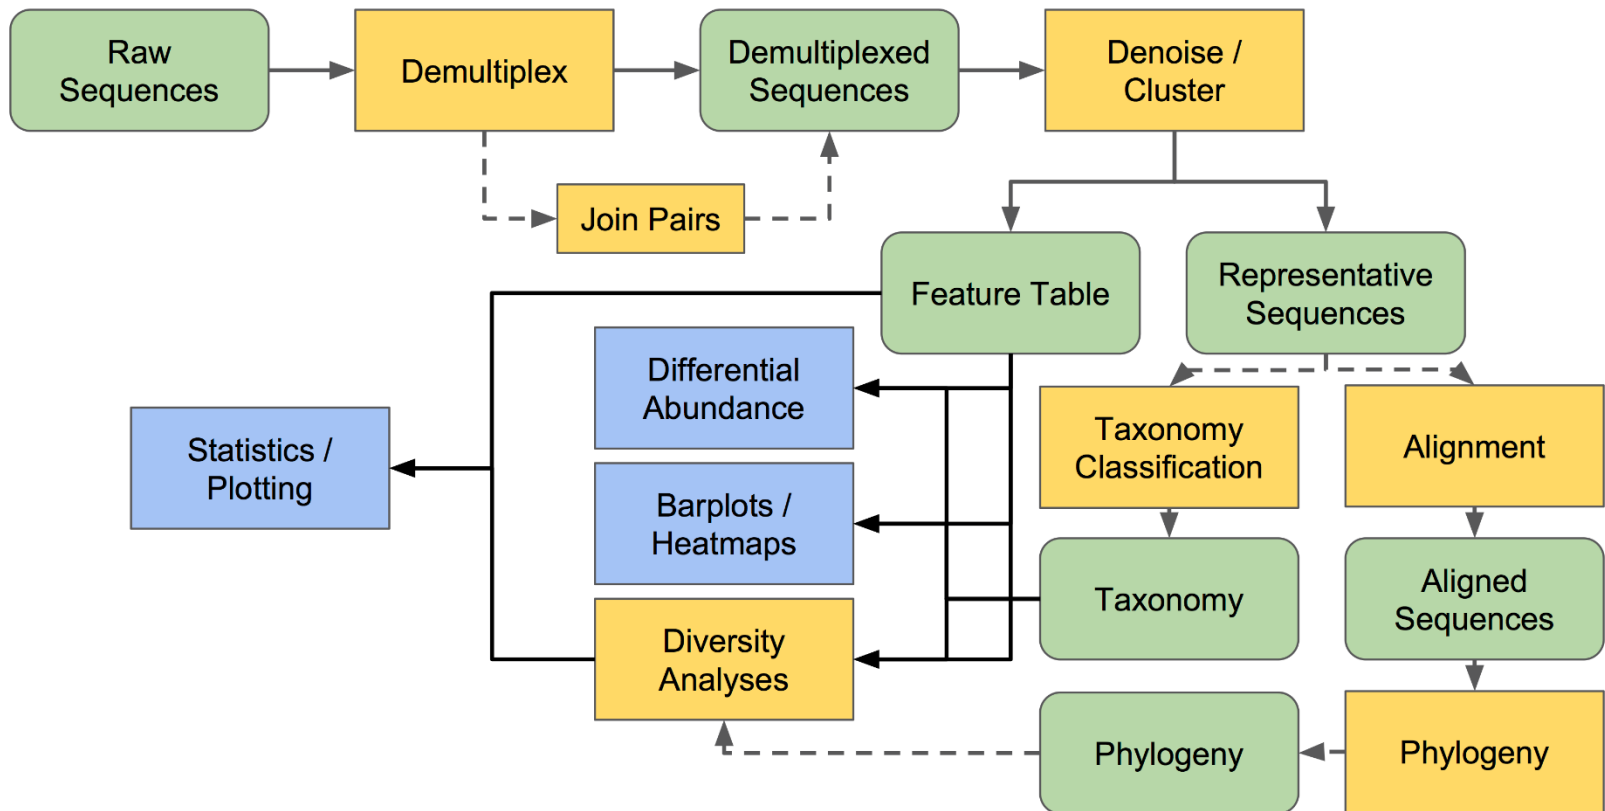 Raw
Sequences
Demultiplex
Demultiplexed
Sequences
Denoise /
Cluster
Join Pairs
Feature Table
Representative
Sequences
Differential
Abundance
Statistics /
Plotting
Barplots /
Heatmaps
Taxonomy
Classification
Alignment
Taxonomy
Aligned
Sequences
Diversity
Analyses
Phylogeny
Phylogeny